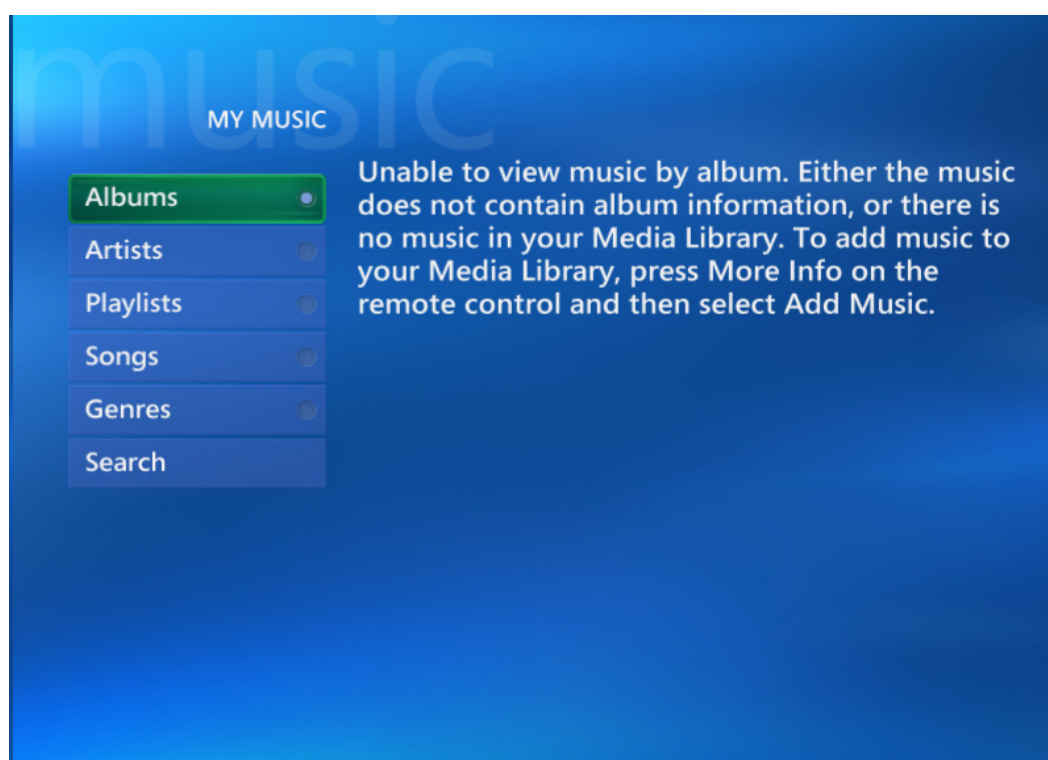 music
MY MUSIC
Albums
Artists
Playlists
Songs
Genres
Search
Unable to view music by album. Either the music
does not contain album information, or there is
no music in your Media Library. To add music to
your Media Library, press More Info on the
remote control and then select Add Music.